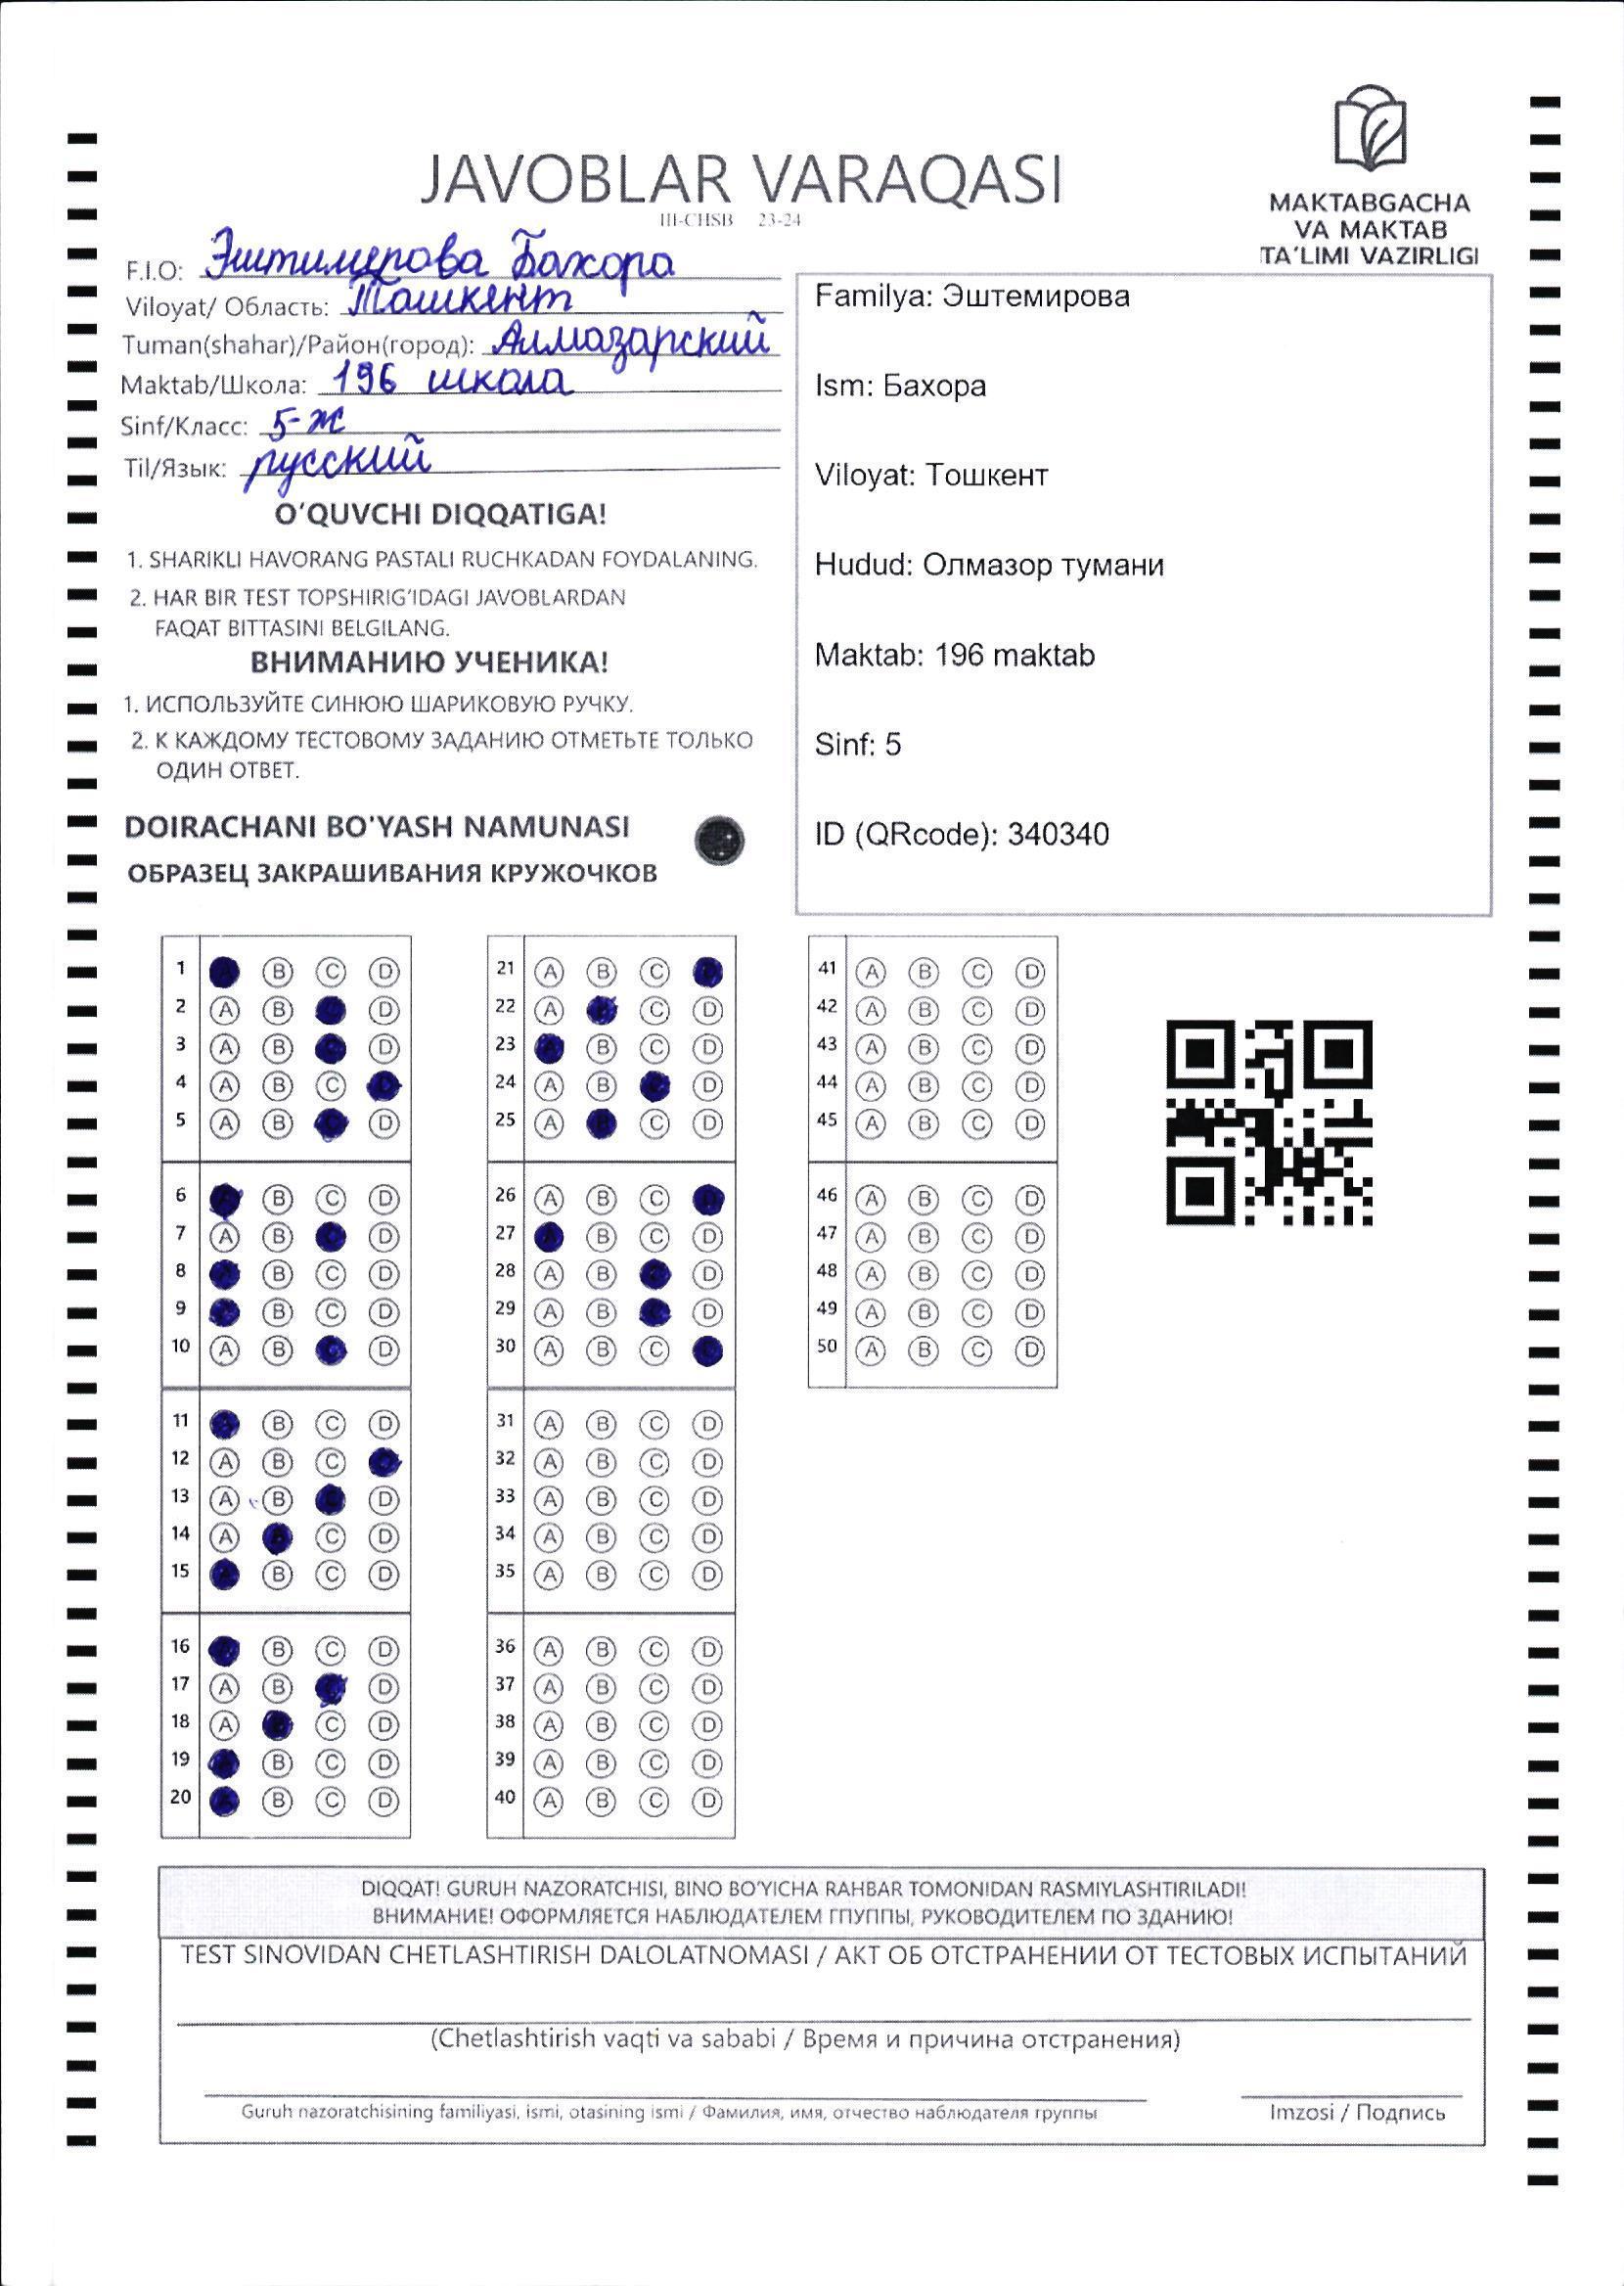 MAKTABGACHA
VA MAKTAB
TA'LIMI VAZIRLIGI
JAVOBLAR VARAQASI
III-CHSB 23-24
F.I.O: Эштимерова Бахора
Viloyat/ Область: Ташкент
Tuman(shahar)/Район(город): Алмазарский
Maktab/Школа: 196 школа
Sinf/Класс: 5-ж
Til/Язык: русский
O'QUVCHI DIQQATIGA!
1. SHARIKLI HAVORANG PASTALI RUCHKADAN FOYDALANING.
2. HAR BIR TEST TOPSHIRIG'IDAGI JAVOBLARDAN
FAQAT BITTASINI BELGILANG.
ВНИМАНИЮ УЧЕНИКА!
1. ИСПОЛЬЗУЙТЕ СИНЮЮ ШАРИКОВУЮ РУЧКУ.
2. К КАЖДОМУ ТЕСТОВОМУ ЗАДАНИЮ ОТМЕТЬТЕ ТОЛЬКО
ОДИН ОТВЕТ.
DOIRACHANI BO'YASH NAMUNASI
ОБРАЗЕЦ ЗАКРАШИВАНИЯ КРУЖОЧКОВ
Familya: Эштемирова
Ism: Бахора
Viloyat: Тошкент
Hudud: Олмазор тумани
Maktab: 196 maktab
Sinf: 5
ID (QRcode): 340340
1 B C D
2 A B D
3 A B D
4 A B C
5 A B D
6 B C D
7 A B D
8 B C D
9 B C D
10 A B D
11 B C D
12 A B C
13 A B D
14 A C D
15 B C D
16 B C D
17 A B D
18 A C D
19 B C D
20 B C D
21 A B C
22 A C D
23 B C D
24 A B D
25 A C D
26 A B C
27 B C D
28 A B D
29 A B D
30 A B C
31 A B C D
32 A B C D
33 A B C D
34 A B C D
35 A B C D
36 A B C D
37 A B C D
38 A B C D
39 A B C D
40 A B C D
41 A B C D
42 A B C D
43 A B C D
44 A B C D
45 A B C D
46 A B C D
47 A B C D
48 A B C D
49 A B C D
50 A B C D
DIQQAT! GURUH NAZORATCHISI, BINO BO'YICHA RAHBAR TOMONIDAN RASMIYLASHTIRILADI!
ВНИМАНИЕ! ОФОРМЛЯЕТСЯ НАБЛЮДАТЕЛЕМ ГПУППЫ, РУКОВОДИТЕЛЕМ ПО ЗДАНИЮ!
TEST SINOVIDAN CHETLASHTIRISH DALOLATNOMASI / АКТ ОБ ОТСТРАНЕНИИ ОТ ТЕСТОВЫХ ИСПЫТАНИЙ
(Chetlashtirish vaqti va sababi / Время и причина отстранения)
Guruh nazoratchisining familiyasi, ismi, otasining ismi / Фамилия, имя, отчество наблюдателя группы
Imzosi / Подпись